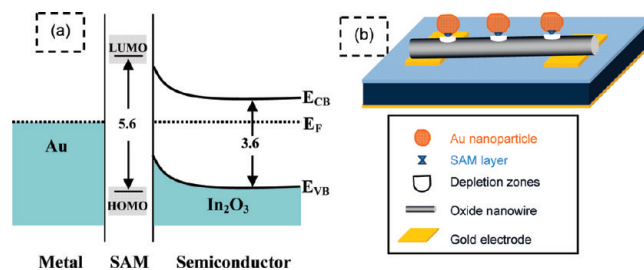 (a)
LUMO
5.6
HOMO
Au
E_CB
E_F
3.6
E_VB
In₂O₃
Metal SAM Semiconductor
(b)
Au nanoparticle
SAM layer
Depletion zones
Oxide nanowire
Gold electrode